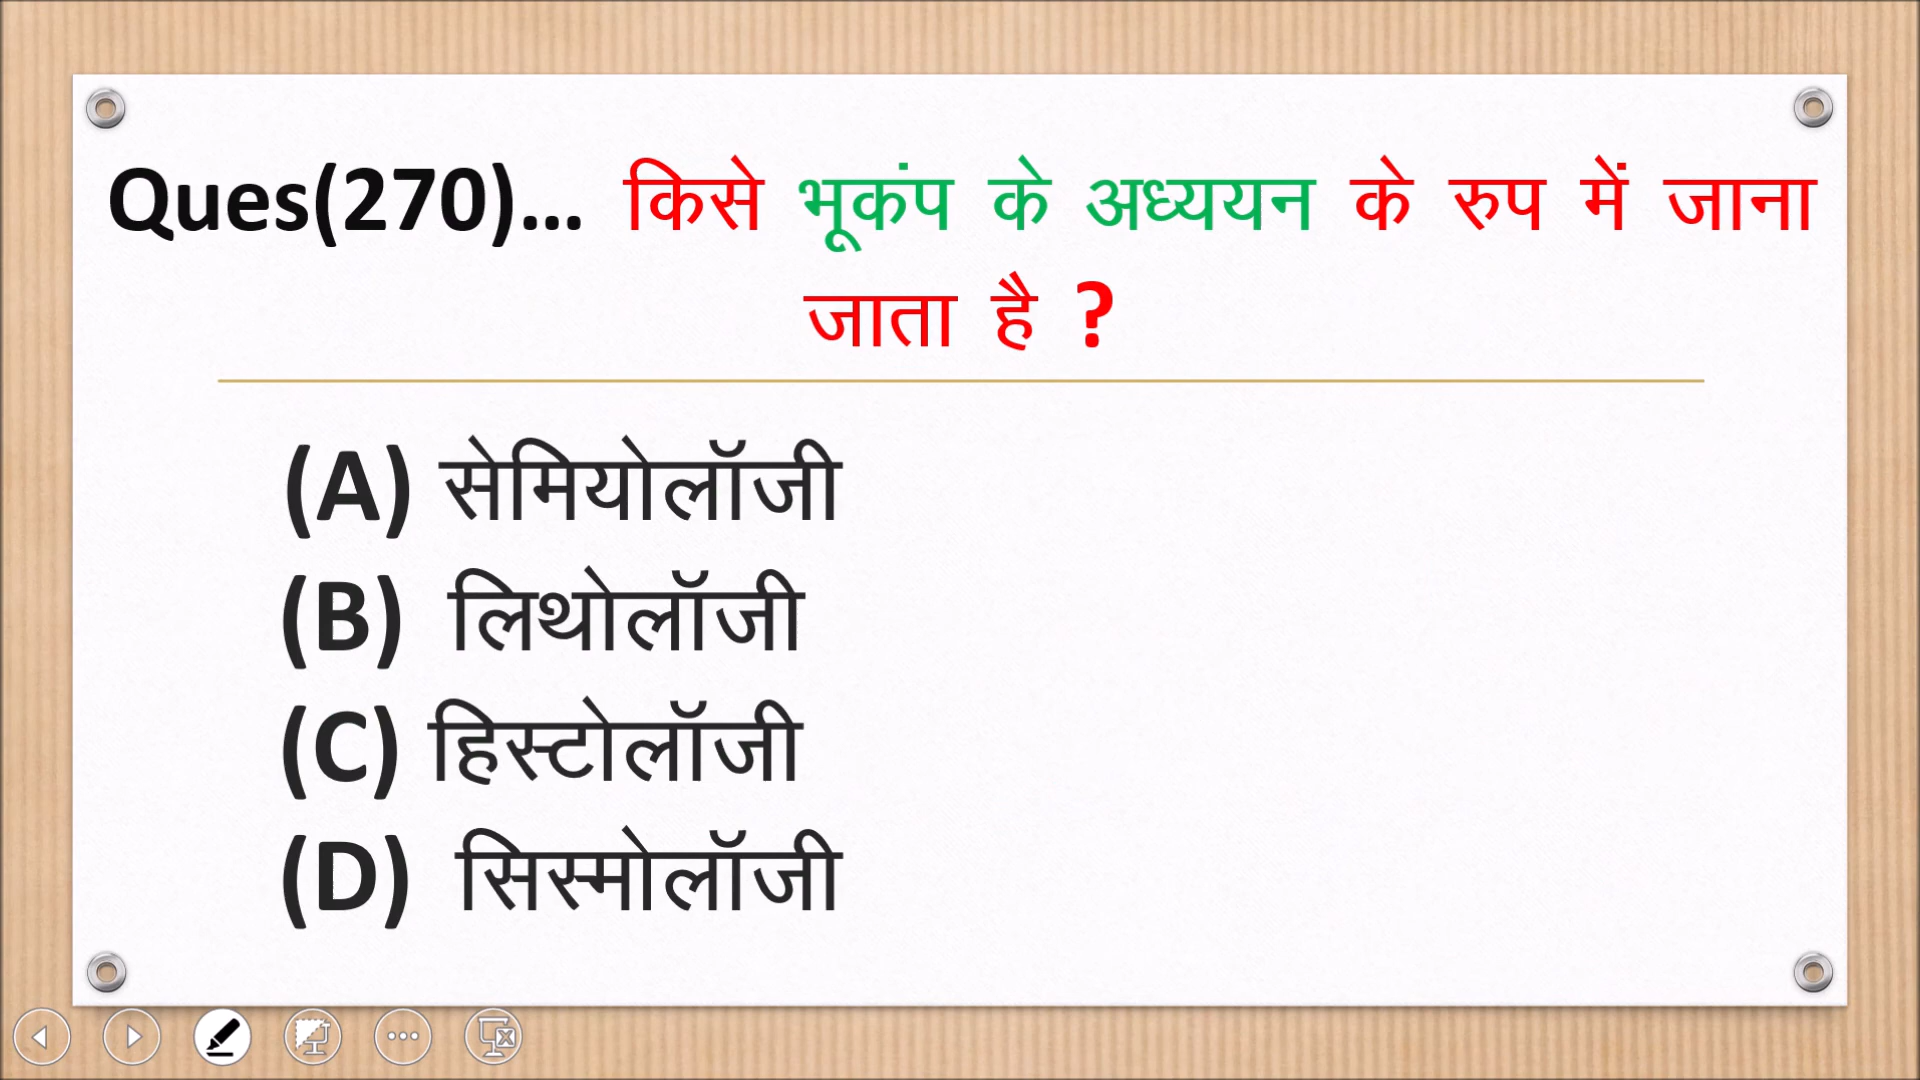 Ques(270)... किसे भूकंप के अध्ययन के रुप में जाना
जाता है ?
(A) सेमियोलॉजी
(B) लिथोलॉजी
(C) हिस्टोलॉजी
(D) सिस्मोलॉजी